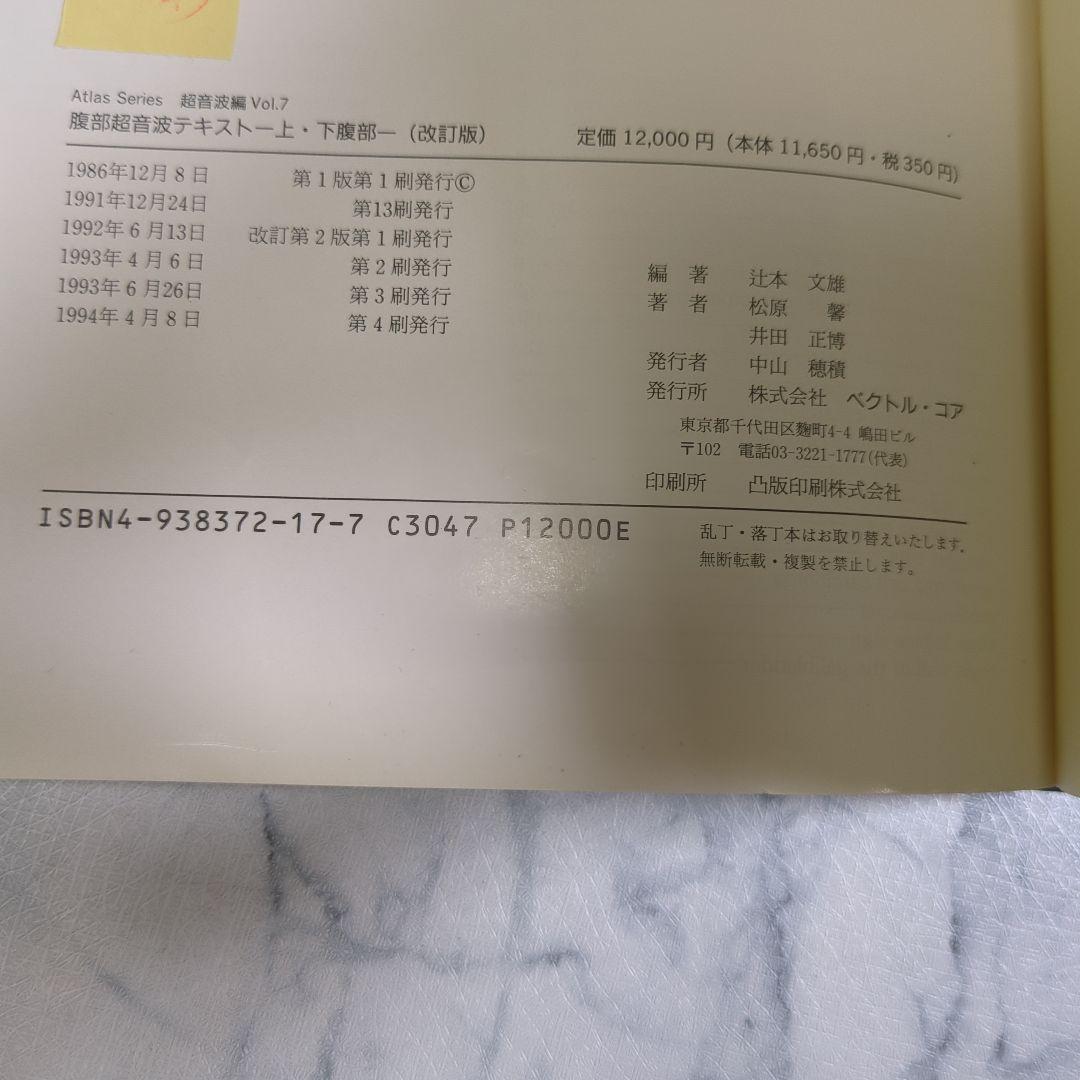 Atlas Series 超音波編 Vol.7
腹部超音波テキスト―上・下腹部―（改訂版） 定価 12,000 円（本体 11,650 円・税 350 円）
1986年12月 8 日 第 1 版第 1 刷発行Ⓒ
1991年12月24日 第13刷発行
1992年 6 月13日 改訂第 2 版第 1 刷発行
1993年 4 月 6 日 第 2 刷発行
1993年 6 月26日 第 3 刷発行
1994年 4 月 8 日 第 4 刷発行
編 著 辻本 文雄
著 者 松原 馨
井田 正博
発行者 中山 穂積
発行所 株式会社 ベクトル・コア
東京都千代田区麴町4-4 嶋田ビル
〒102 電話03-3221-1777(代表)
印刷所 凸版印刷株式会社
ISBN4-938372-17-7 C3047 P12000E
乱丁・落丁本はお取り替えいたします。
無断転載・複製を禁止します。